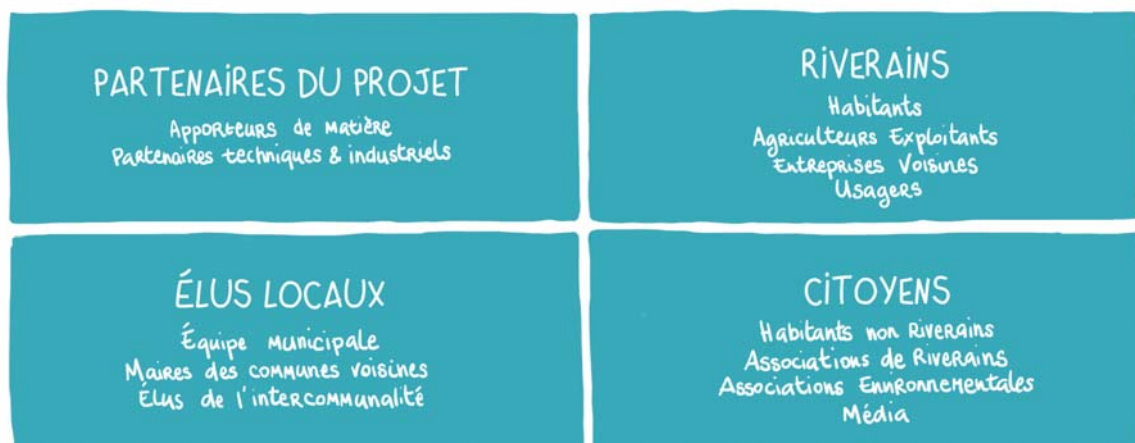 PARTENAIRES DU PROJET
Apporteurs de matière
Partenaires techniques & industriels
RIVERAINS
Habitants
Agriculteurs Exploitants
Entreprises Voisines
Usagers
ÉLUS LOCAUX
Équipe municipale
Maires des communes voisines
Élus de l'intercommunalité
CITOYENS
Habitants non Riverains
Associations de Riverains
Associations Environnementales
Média